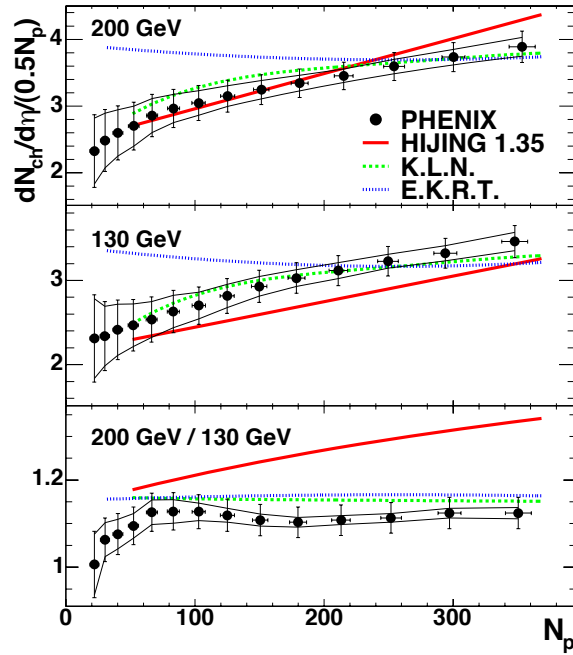 200 GeV
dN_ch/dη/(0.5N_p)
4
3
2
PHENIX
HIJING 1.35
K.L.N.
E.K.R.T.
130 GeV
3
2
200 GeV / 130 GeV
1.2
1
0 100 200 300
N_p